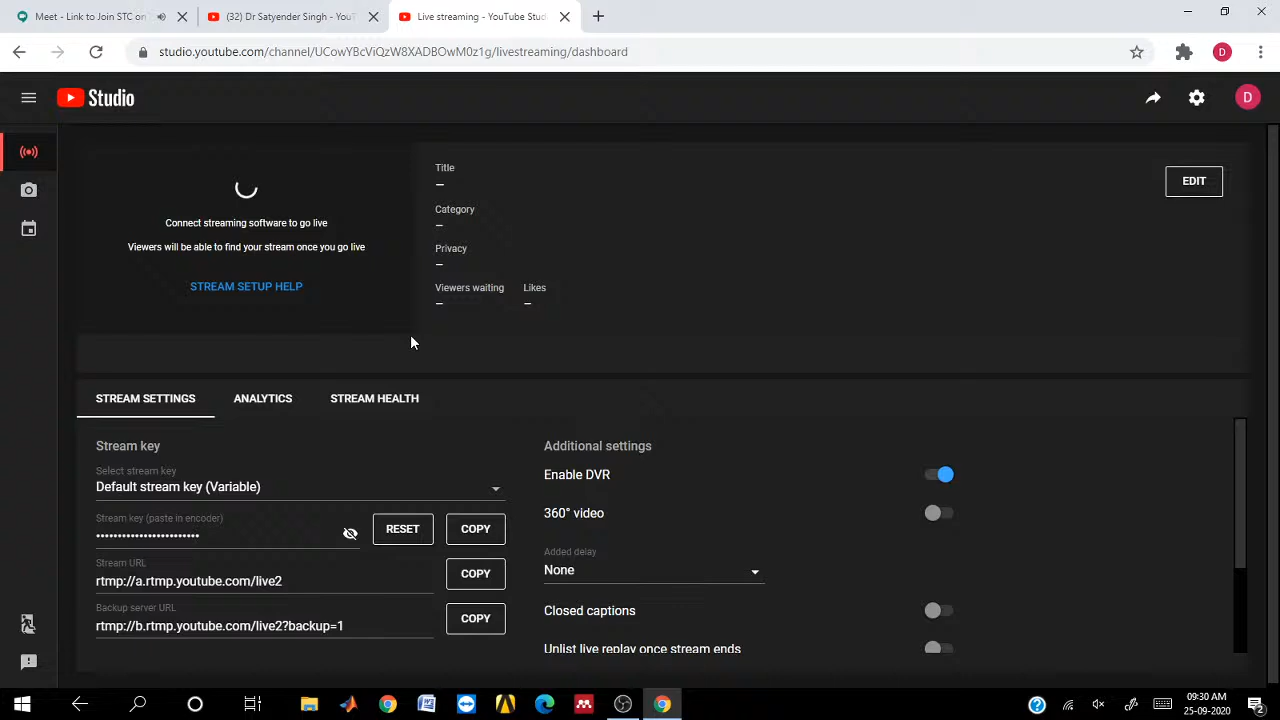 Meet - Link to Join STC on
(32) Dr Satyender Singh - YouT
Live streaming - YouTube Stud
studio.youtube.com/channel/UCowYBcViQzW8XADBOwM0z1g/livestreaming/dashboard
D
Studio
D
Connect streaming software to go live
Viewers will be able to find your stream once you go live
STREAM SETUP HELP
Title
–
Category
–
Privacy
–
Viewers waiting Likes
– –
EDIT
STREAM SETTINGS ANALYTICS STREAM HEALTH
Stream key
Select stream key
Default stream key (Variable)
Stream key (paste in encoder)
••••••••••••••••••••••••
RESET COPY
Stream URL
rtmp://a.rtmp.youtube.com/live2
COPY
Backup server URL
rtmp://b.rtmp.youtube.com/live2?backup=1
COPY
Additional settings
Enable DVR
360° video
Added delay
None
Closed captions
Unlist live replay once stream ends
09:30 AM
25-09-2020
2